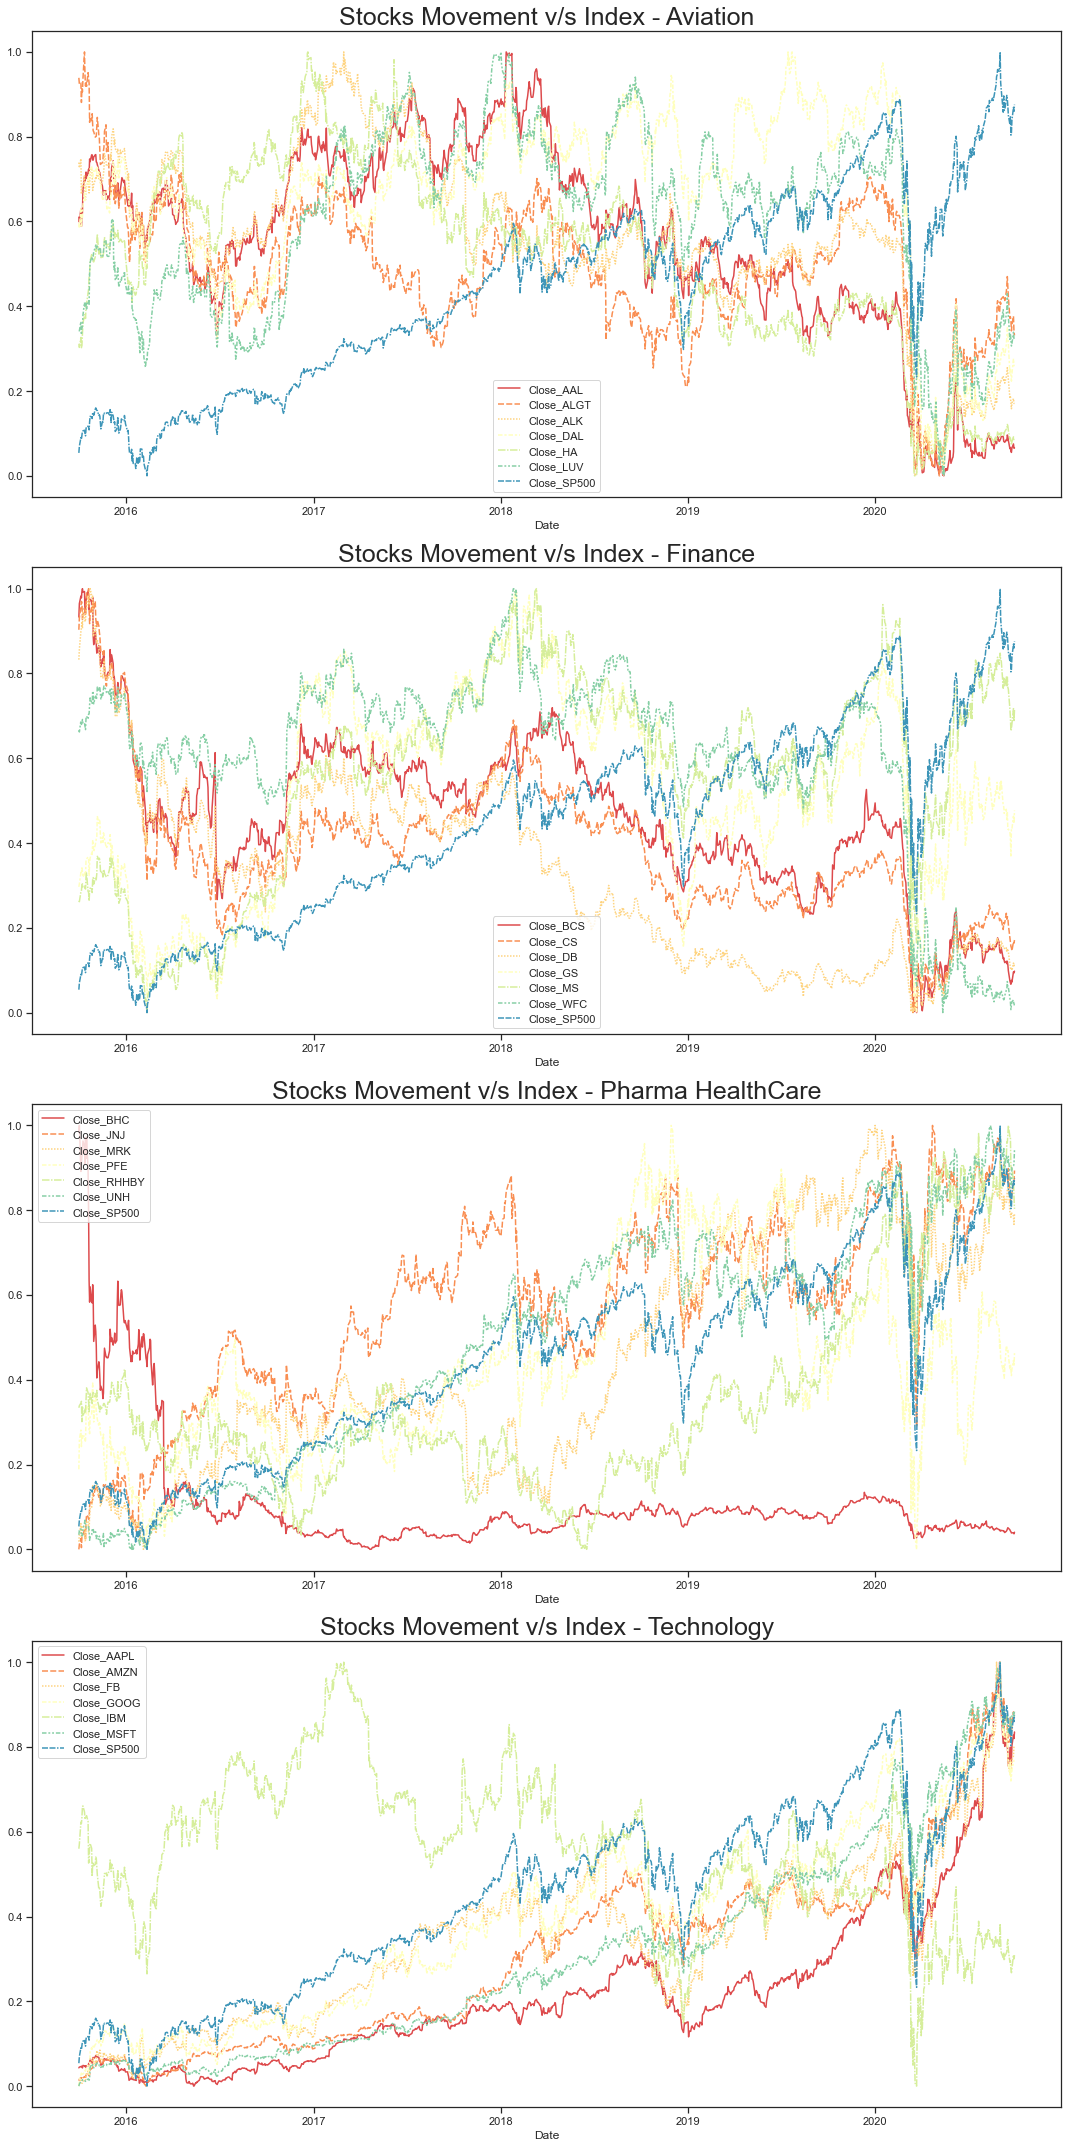 Stocks Movement v/s Index - Aviation
1.0
0.8
0.6
0.4
0.2
0.0
Close_AAL
Close_ALGT
Close_ALK
Close_DAL
Close_HA
Close_LUV
Close_SP500
2016 2017 2018 2019 2020
Date
Stocks Movement v/s Index - Finance
1.0
0.8
0.6
0.4
0.2
0.0
Close_BCS
Close_CS
Close_DB
Close_GS
Close_MS
Close_WFC
Close_SP500
2016 2017 2018 2019 2020
Date
Stocks Movement v/s Index - Pharma HealthCare
1.0
0.8
0.6
0.4
0.2
0.0
Close_BHC
Close_JNJ
Close_MRK
Close_PFE
Close_RHHBY
Close_UNH
Close_SP500
2016 2017 2018 2019 2020
Date
Stocks Movement v/s Index - Technology
1.0
0.8
0.6
0.4
0.2
0.0
Close_AAPL
Close_AMZN
Close_FB
Close_GOOG
Close_IBM
Close_MSFT
Close_SP500
2016 2017 2018 2019 2020
Date